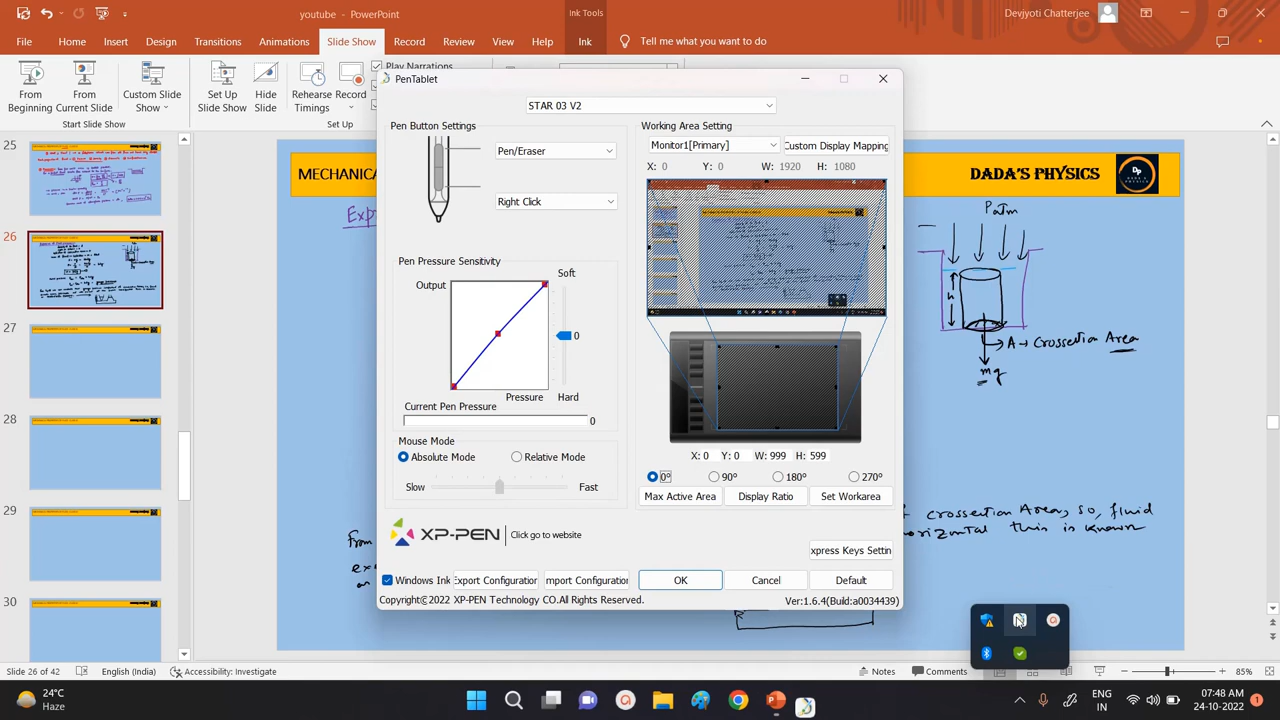 youtube - PowerPoint
Ink Tools
Devjyoti Chatterjee
File Home Insert Design Transitions Animations Slide Show Record Review View Help Ink Tell me what you want to do
From Beginning
From Current Slide
Custom Slide Show
Set Up Slide Show
Hide Slide
Rehearse Timings
Record
Play Narrations
Start Slide Show
Set Up
PenTablet
STAR 03 V2
Pen Button Settings
Pen/Eraser
Right Click
Pen Pressure Sensitivity
Output
Soft
0
Hard
Pressure
Current Pen Pressure
0
Mouse Mode
Absolute Mode Relative Mode
Slow Fast
XP-PEN Click go to website
Windows Ink Export Configuration Import Configuration
Working Area Setting
Monitor1[Primary] Custom Display Mapping
X: 0 Y: 0 W: 1920 H: 1080
X: 0 Y: 0 W: 999 H: 599
0° 90° 180° 270°
Max Active Area Display Ratio Set Workarea
xpress Keys Settin
OK Cancel Default
Copyright©2022 XP-PEN Technology CO.All Rights Reserved. Ver:1.6.4(Build:a0034439)
25
26
27
28
29
30
MECHANICA
DADA'S PHYSICS
Dp
Patm
h
A → Crossection Area
mg
From
f crossection Area, so, fluid
horizontal this is known
Slide 26 of 42 English (India) Accessibility: Investigate Notes Comments 85%
24°C
Haze
ENG
IN
07:48 AM
24-10-2022
1